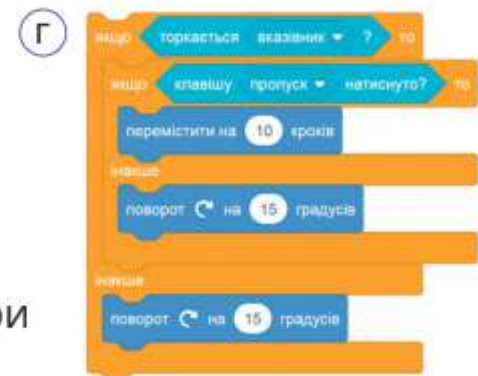 Г
якщо торкається вказівник ? то
якщо клавішу пропуск натиснуто? то
перемістити на 10 кроків
інакше
поворот на 15 градусів
інакше
ри
поворот на 15 градусів